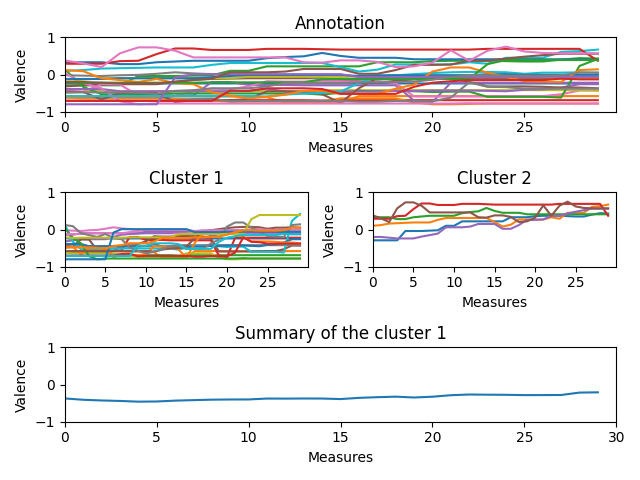 Annotation
1
0
−1
Valence
0 5 10 15 20 25
Measures
Cluster 1
1
0
−1
Valence
0 5 10 15 20 25
Measures
Cluster 2
1
0
−1
Valence
0 5 10 15 20 25
Measures
Summary of the cluster 1
1
0
−1
Valence
0 5 10 15 20 25 30
Measures